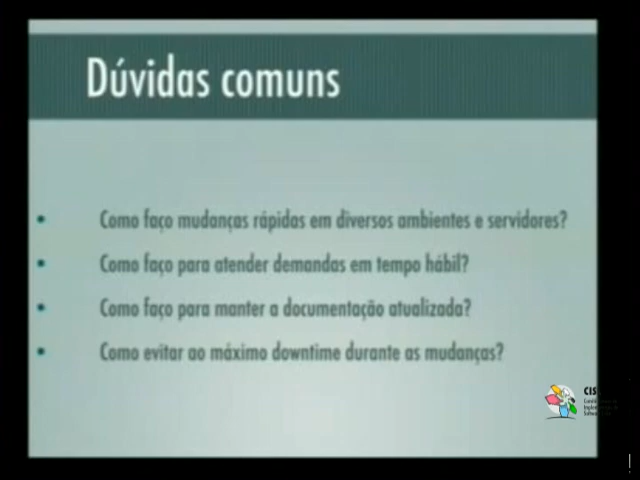 Dúvidas comuns
Como faço mudanças rápidas em diversos ambientes e servidores?
Como faço para atender demandas em tempo hábil?
Como faço para manter a documentação atualizada?
Como evitar ao máximo downtime durante as mudanças?
CIS